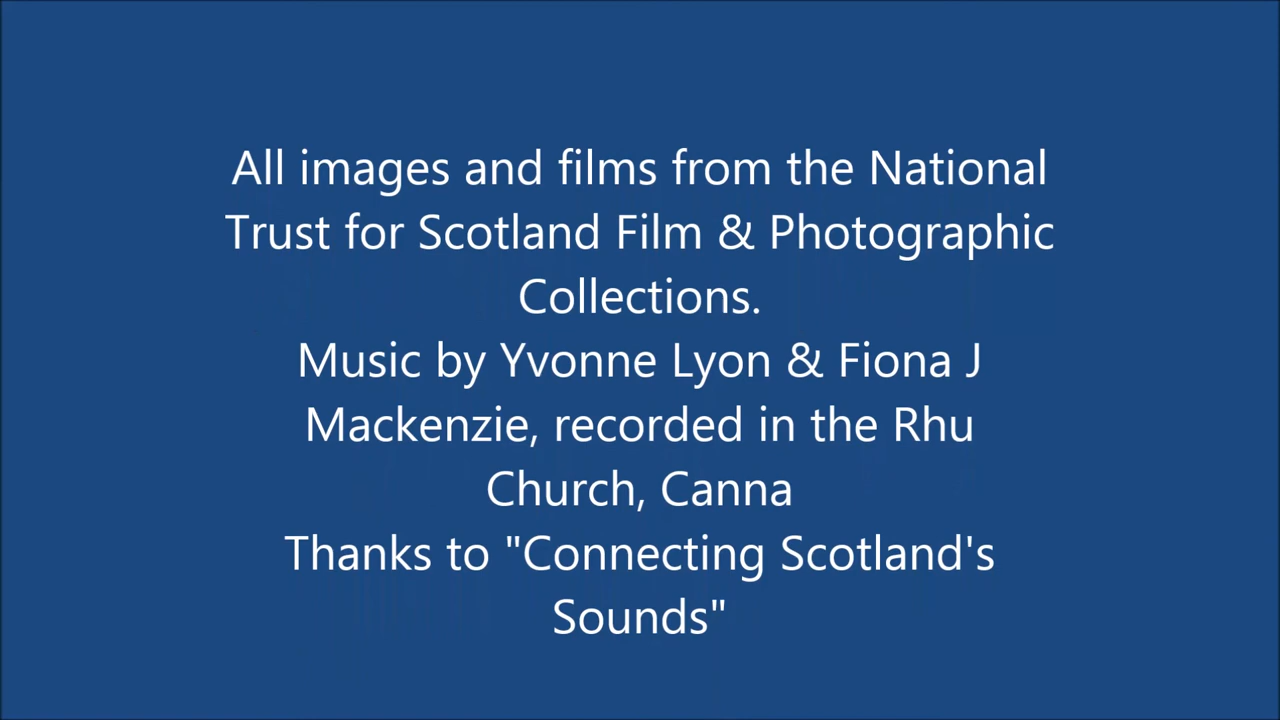 All images and films from the National
Trust for Scotland Film & Photographic
Collections.
Music by Yvonne Lyon & Fiona J
Mackenzie, recorded in the Rhu
Church, Canna
Thanks to "Connecting Scotland's
Sounds"